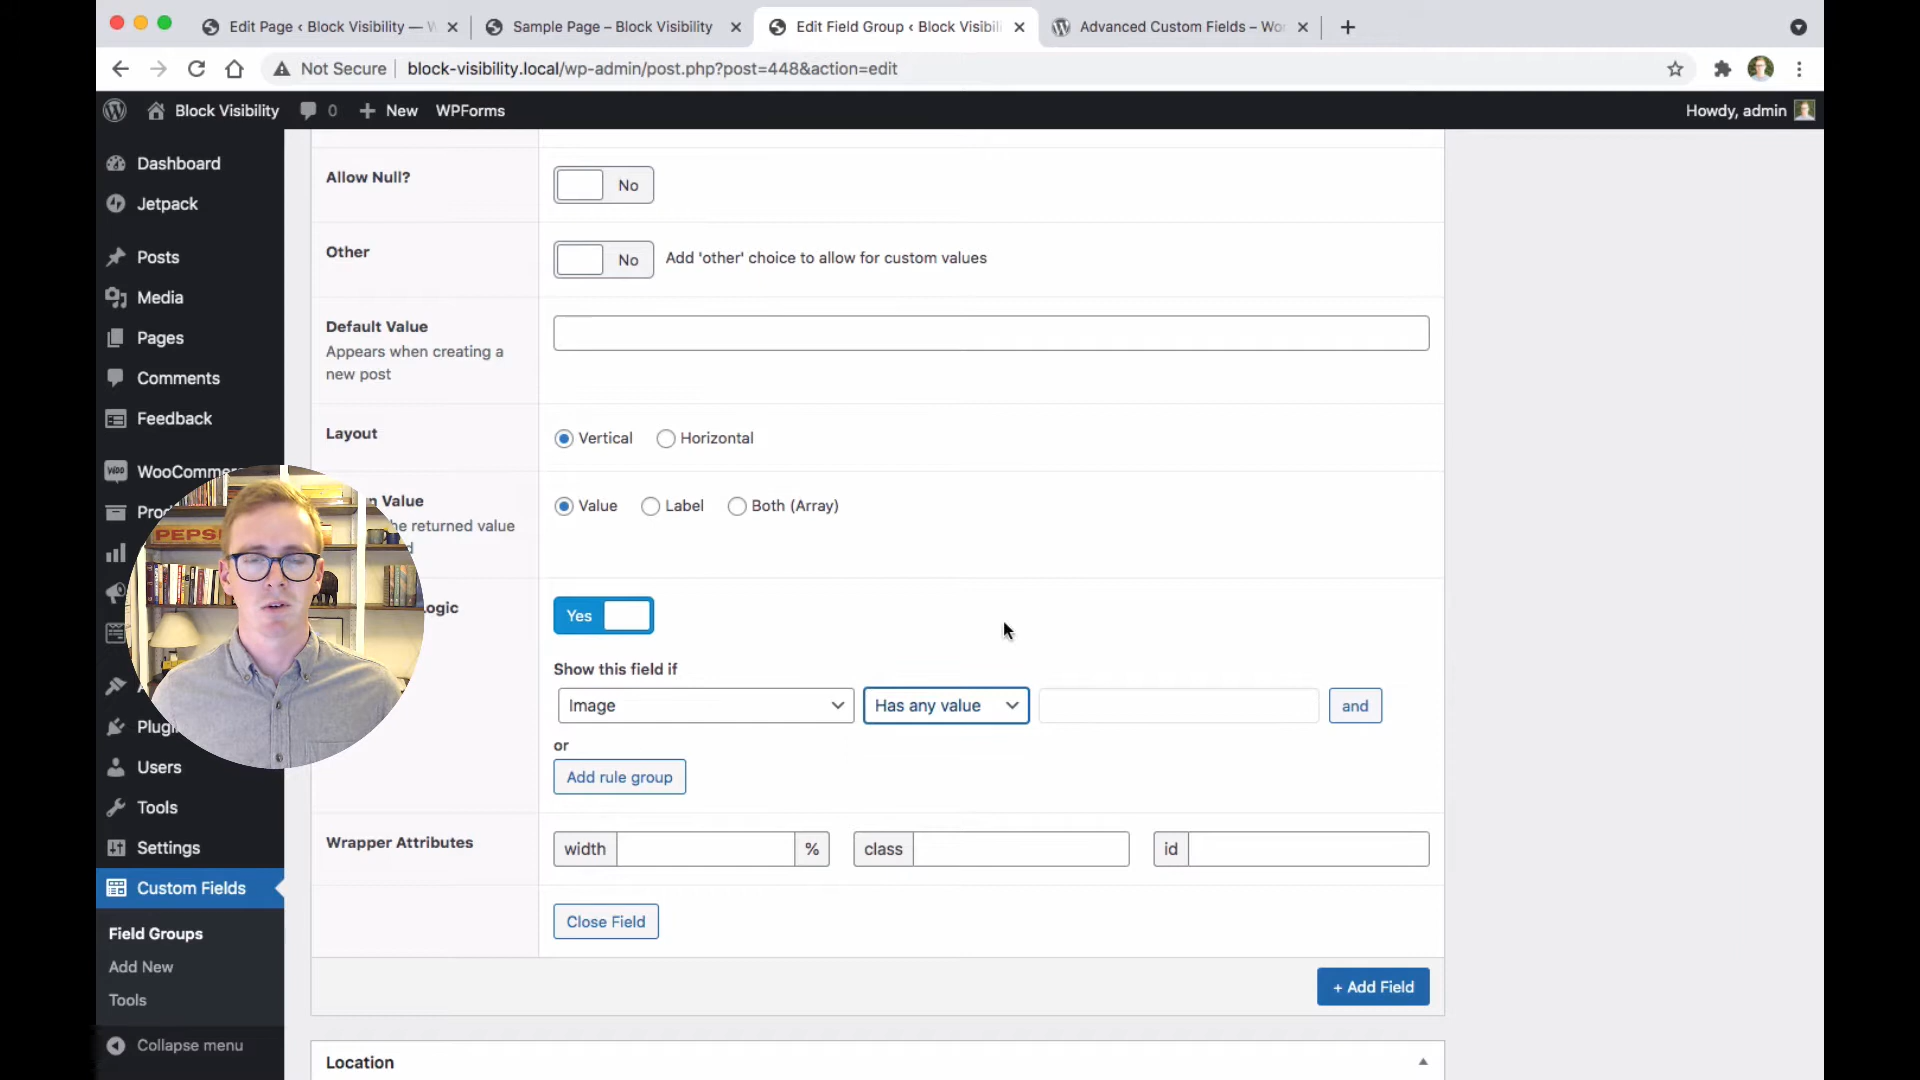 Edit Page ‹ Block Visibility —
Sample Page – Block Visibility
Edit Field Group ‹ Block Visibili
Advanced Custom Fields – Wor
Not Secure
block-visibility.local/wp-admin/post.php?post=448&action=edit
Block Visibility
0
New
WPForms
Howdy, admin
Dashboard
Jetpack
Posts
Media
Pages
Comments
Feedback
WooCommer
Pro
Plugi
Users
Tools
Settings
Custom Fields
Field Groups
Add New
Tools
Collapse menu
Allow Null?
No
Other
No
Add 'other' choice to allow for custom values
Default Value
Appears when creating a
new post
Layout
Vertical
Horizontal
n Value
he returned value
d
Value
Label
Both (Array)
Logic
Yes
Show this field if
Image
Has any value
and
or
Add rule group
Wrapper Attributes
width
%
class
id
Close Field
+ Add Field
Location
PEPSI